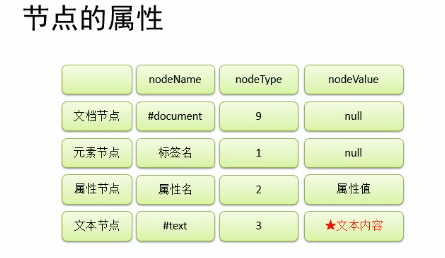 节点的属性
nodeName nodeType nodeValue
文档节点 #document 9 null
元素节点 标签名 1 null
属性节点 属性名 2 属性值
文本节点 #text 3 ★文本内容